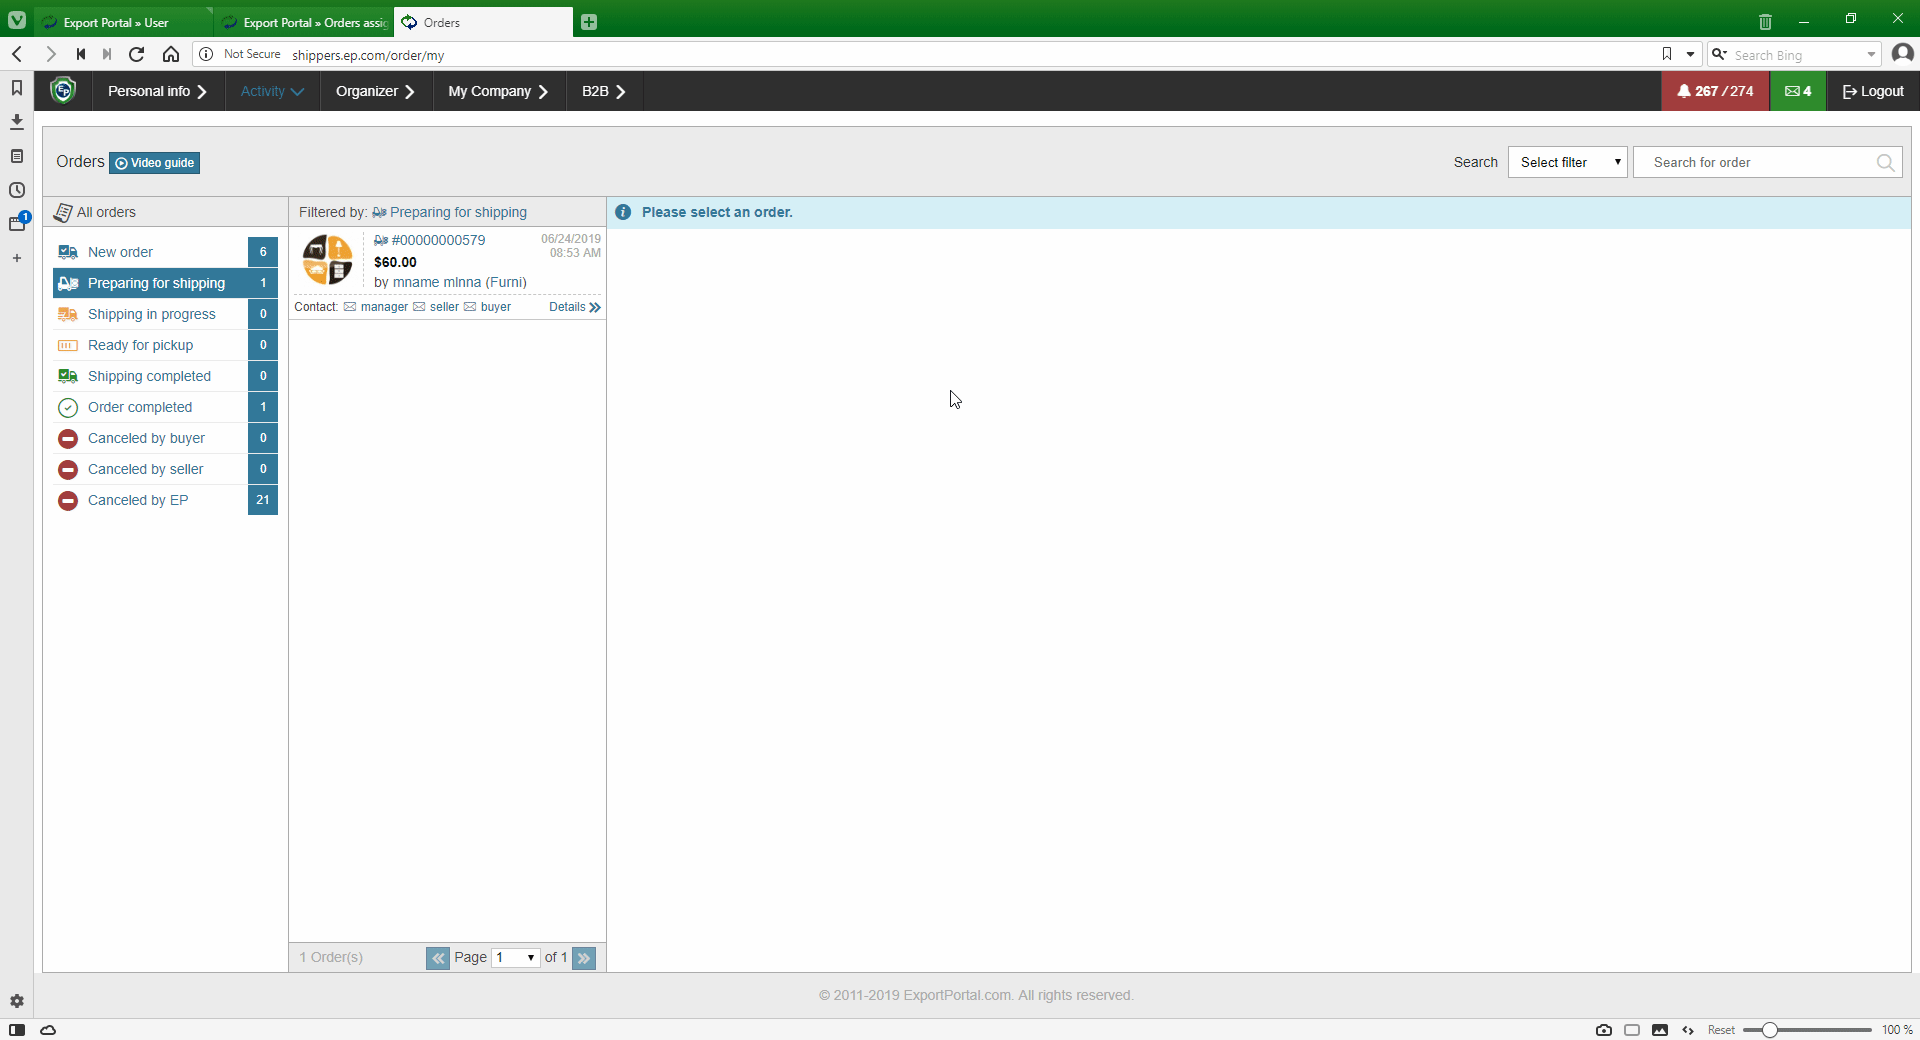 Export Portal » User
Export Portal » Orders assig
Orders
Not Secure shippers.ep.com/order/my
Search Bing
EP
Personal info
Activity
Organizer
My Company
B2B
267 / 274
4
Logout
Orders
Video guide
Search
Select filter
Search for order
1
All orders
New order 6
Preparing for shipping 1
Shipping in progress 0
Ready for pickup 0
Shipping completed 0
Order completed 1
Canceled by buyer 0
Canceled by seller 0
Canceled by EP 21
Filtered by: Preparing for shipping
#00000000579
06/24/2019
08:53 AM
$60.00
by mname mlnna (Furni)
Contact: manager seller buyer
Details
Please select an order.
1 Order(s)
Page 1 of 1
© 2011-2019 ExportPortal.com. All rights reserved.
Reset
100 %